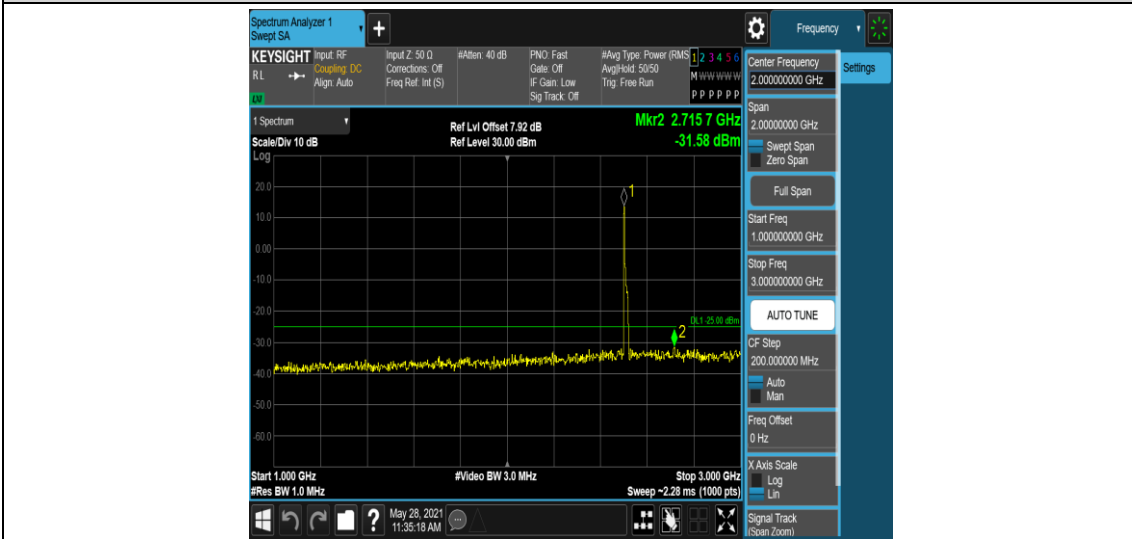 Spectrum Analyzer 1
Swept SA
+
Frequency
KEYSIGHT
RL
LXI
Input: RF
Coupling: DC
Align: Auto
Input Z: 50 Ω
Corrections: Off
Freq Ref: Int (S)
#Atten: 40 dB
PNO: Fast
Gate: Off
IF Gain: Low
Sig Track: Off
#Avg Type: Power (RMS
Avg|Hold: 50/50
Trig: Free Run
1 2 3 4 5 6
M W W W W W
P P P P P P
1 Spectrum
Scale/Div 10 dB
Log
Ref Lvl Offset 7.92 dB
Ref Level 30.00 dBm
Mkr2 2.715 7 GHz
-31.58 dBm
20.0
10.0
0.00
-10.0
-20.0
-30.0
-40.0
-50.0
-60.0
1
DL1 -25.00 dBm
2
Start 1.000 GHz
#Res BW 1.0 MHz
#Video BW 3.0 MHz
Stop 3.000 GHz
Sweep ~2.28 ms (1000 pts)
?
May 28, 2021
11:35:18 AM
Center Frequency
2.000000000 GHz
Span
2.00000000 GHz
Swept Span
Zero Span
Full Span
Start Freq
1.000000000 GHz
Stop Freq
3.000000000 GHz
AUTO TUNE
CF Step
200.000000 MHz
Auto
Man
Freq Offset
0 Hz
X Axis Scale
Log
Lin
Signal Track
(Span Zoom)
Settings